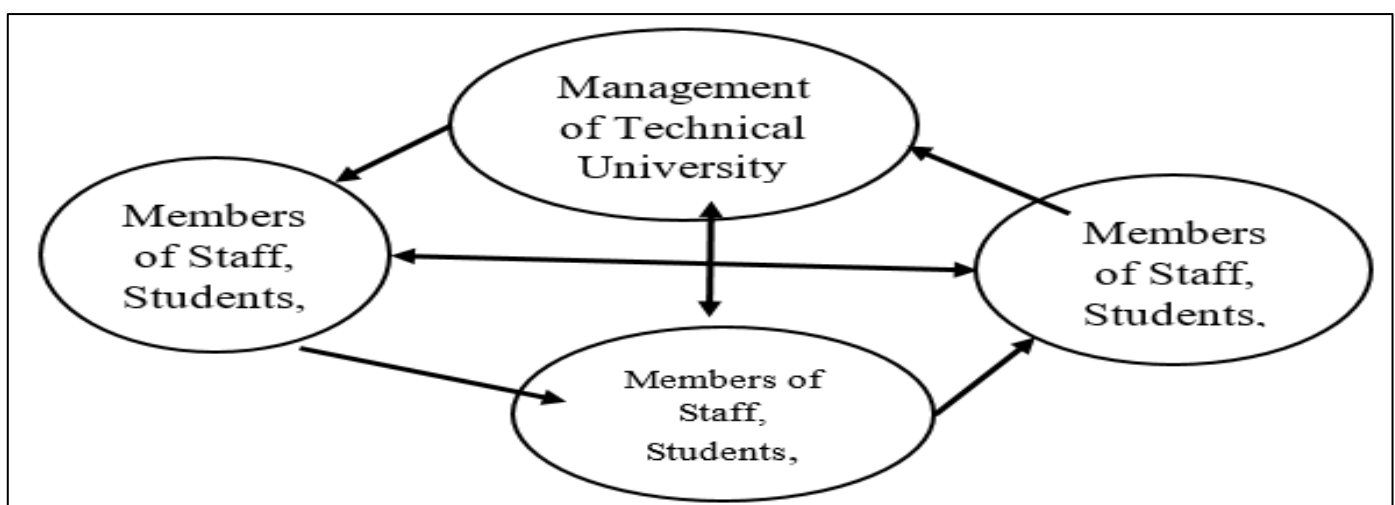 Management
of Technical
University
Members
of Staff,
Students,
Members
of Staff,
Students,
Members of
Staff,
Students,